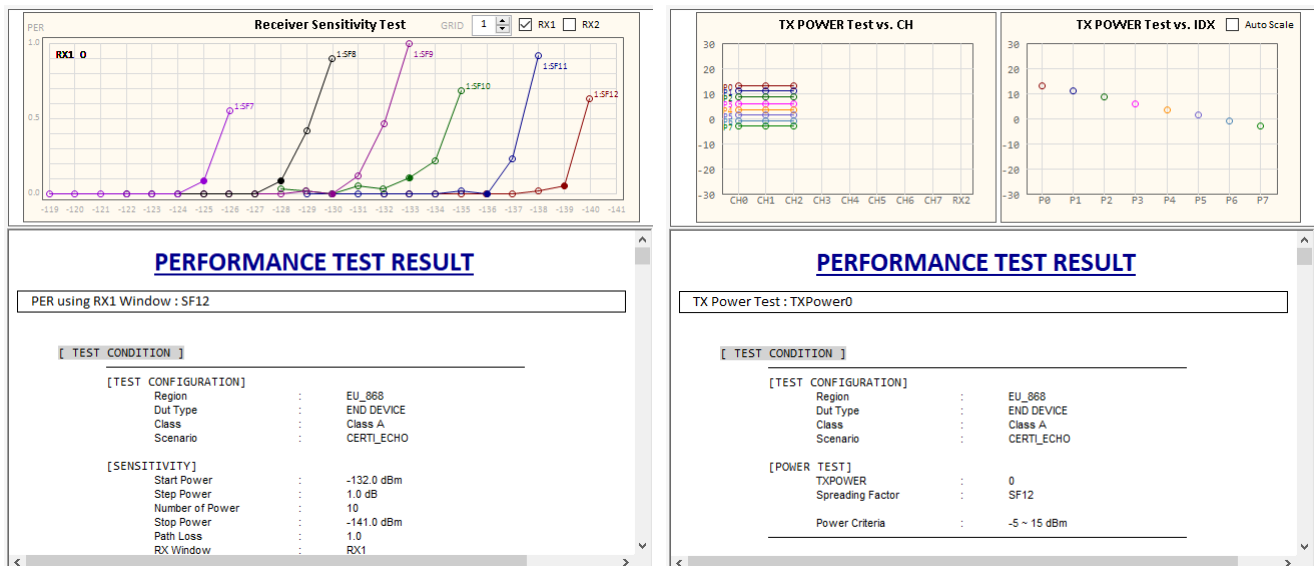 Receiver Sensitivity Test
GRID 1 RX1 RX2
PER
1.0
0.5
0.0
RX1 0
1:SF7
1:SF8
1:SF9
1:SF10
1:SF11
1:SF12
-119 -120 -121 -122 -123 -124 -125 -126 -127 -128 -129 -130 -131 -132 -133 -134 -135 -136 -137 -138 -139 -140 -141
TX POWER Test vs. CH
30
20
10
0
-10
-20
-30
CH0 CH1 CH2 CH3 CH4 CH5 CH6 CH7 RX2
TX POWER Test vs. IDX Auto Scale
30
20
10
0
-10
-20
-30
P0 P1 P2 P3 P4 P5 P6 P7
PERFORMANCE TEST RESULT
PER using RX1 Window : SF12
[ TEST CONDITION ]
[TEST CONFIGURATION]
Region : EU_868
Dut Type : END DEVICE
Class : Class A
Scenario : CERTI_ECHO
[SENSITIVITY]
Start Power : -132.0 dBm
Step Power : 1.0 dB
Number of Power : 10
Stop Power : -141.0 dBm
Path Loss : 1.0
RX Window : RX1
PERFORMANCE TEST RESULT
TX Power Test : TXPower0
[ TEST CONDITION ]
[TEST CONFIGURATION]
Region : EU_868
Dut Type : END DEVICE
Class : Class A
Scenario : CERTI_ECHO
[POWER TEST]
TXPOWER : 0
Spreading Factor : SF12
Power Criteria : -5 ~ 15 dBm